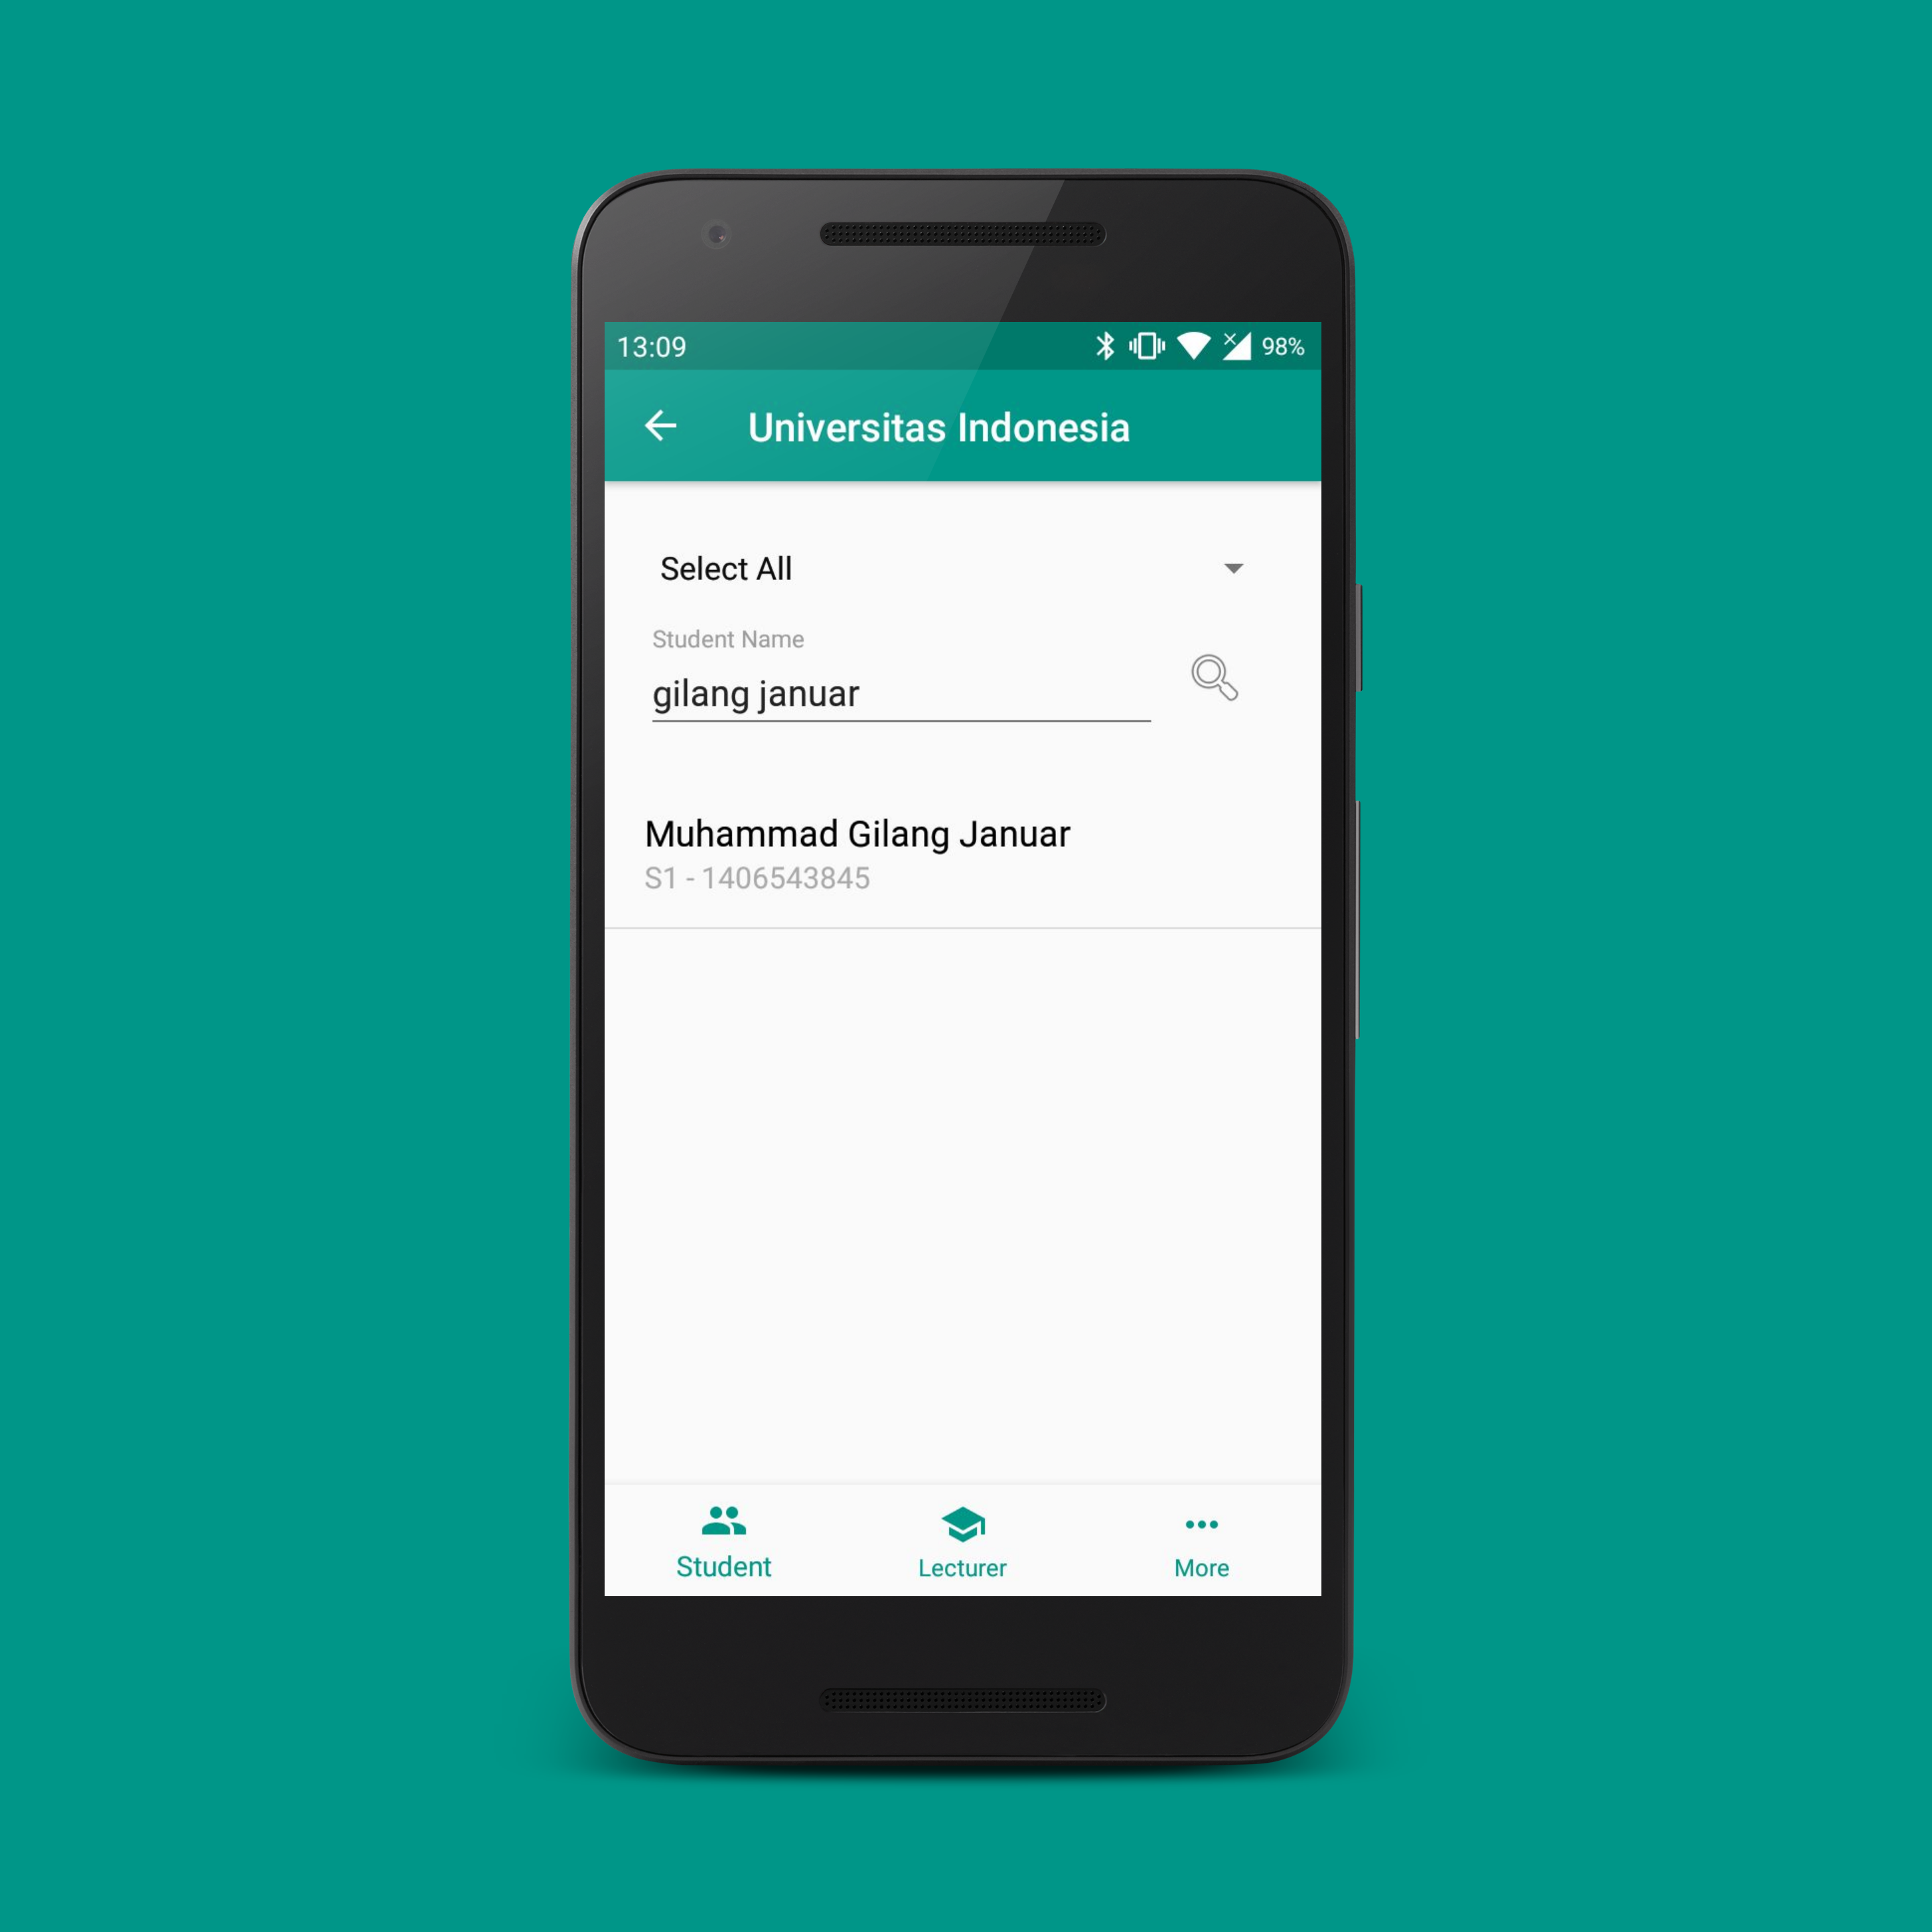 13:09 98%
Universitas Indonesia
Select All
Student Name
gilang januar
Muhammad Gilang Januar
S1 - 1406543845
Student Lecturer More